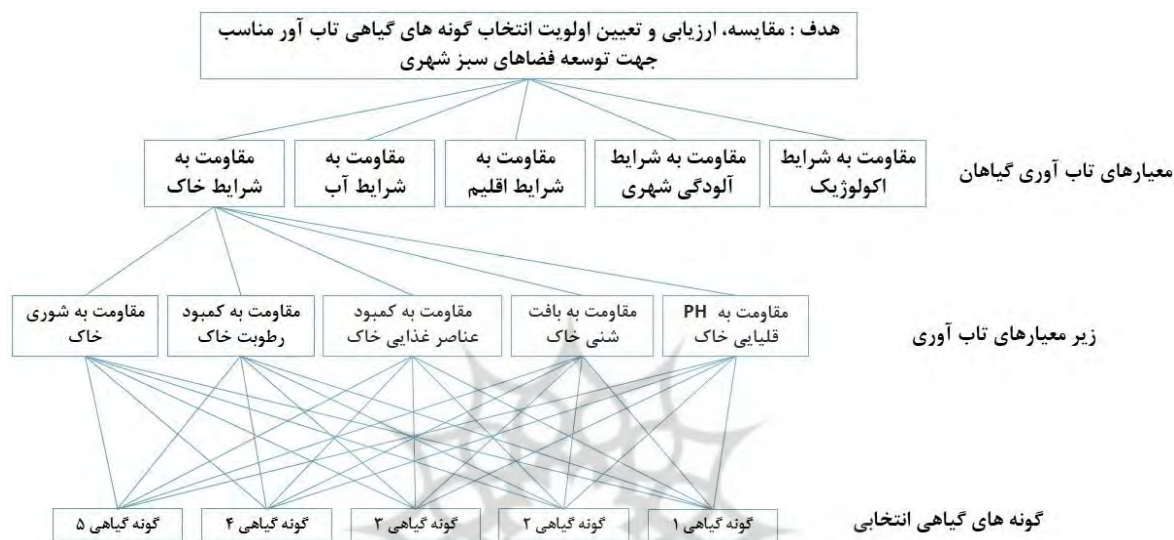 هدف : مقایسه، ارزیابی و تعیین اولویت انتخاب گونه های گیاهی تاب آور مناسب
جهت توسعه فضاهای سبز شهری
معیارهای تاب آوری گیاهان
مقاومت به شرایط
اکولوژیک
مقاومت به شرایط
آلودگی شهری
مقاومت به
شرایط اقلیم
مقاومت به
شرایط آب
مقاومت به
شرایط خاک
زیر معیارهای تاب آوری
مقاومت به PH
قلیایی خاک
مقاومت به بافت
شنی خاک
مقاومت به کمبود
عناصر غذایی خاک
مقاومت به کمبود
رطوبت خاک
مقاومت به شوری
خاک
گونه های گیاهی انتخابی
گونه گیاهی ۱
گونه گیاهی ۲
گونه گیاهی ۳
گونه گیاهی ۴
گونه گیاهی ۵